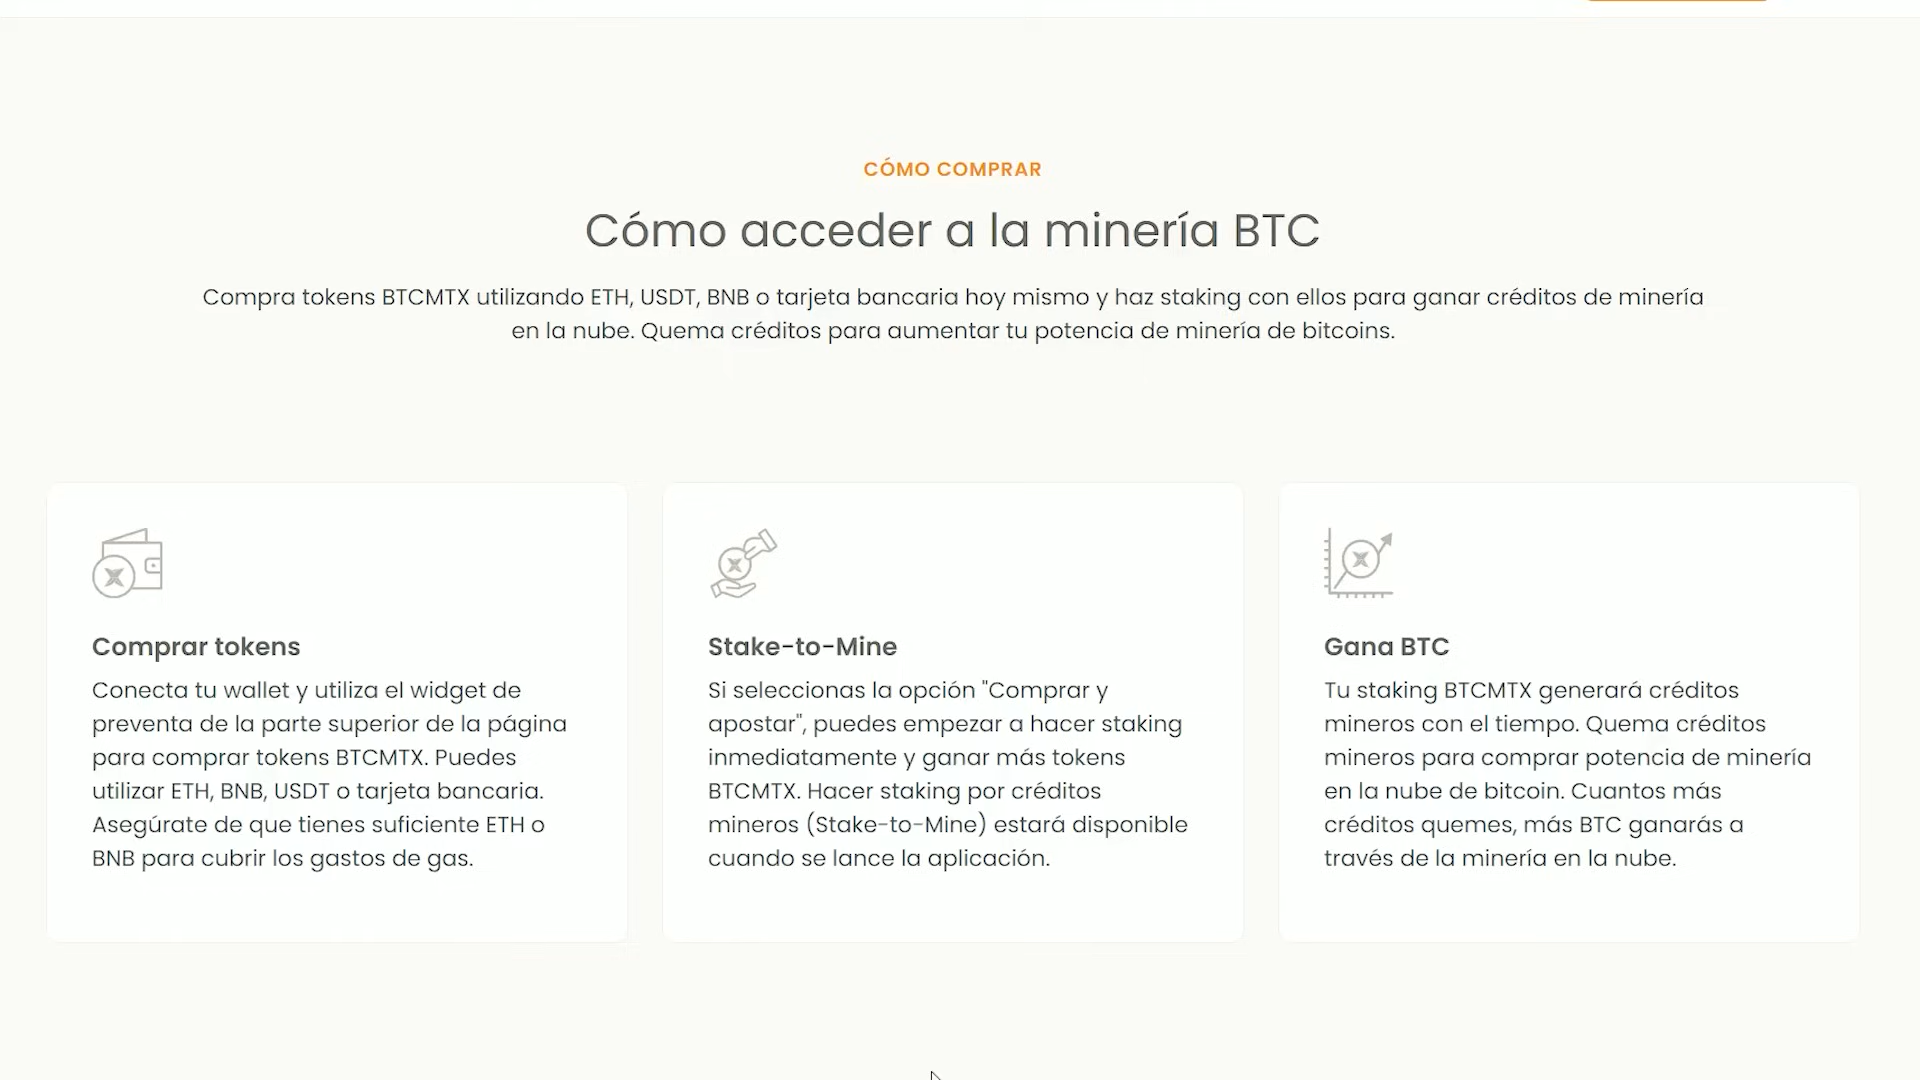 CÓMO COMPRAR
Cómo acceder a la minería BTC
Compra tokens BTCMTX utilizando ETH, USDT, BNB o tarjeta bancaria hoy mismo y haz staking con ellos para ganar créditos de minería
en la nube. Quema créditos para aumentar tu potencia de minería de bitcoins.
Comprar tokens
Conecta tu wallet y utiliza el widget de
preventa de la parte superior de la página
para comprar tokens BTCMTX. Puedes
utilizar ETH, BNB, USDT o tarjeta bancaria.
Asegúrate de que tienes suficiente ETH o
BNB para cubrir los gastos de gas.
Stake-to-Mine
Si seleccionas la opción "Comprar y
apostar", puedes empezar a hacer staking
inmediatamente y ganar más tokens
BTCMTX. Hacer staking por créditos
mineros (Stake-to-Mine) estará disponible
cuando se lance la aplicación.
Gana BTC
Tu staking BTCMTX generará créditos
mineros con el tiempo. Quema créditos
mineros para comprar potencia de minería
en la nube de bitcoin. Cuantos más
créditos quemes, más BTC ganarás a
través de la minería en la nube.